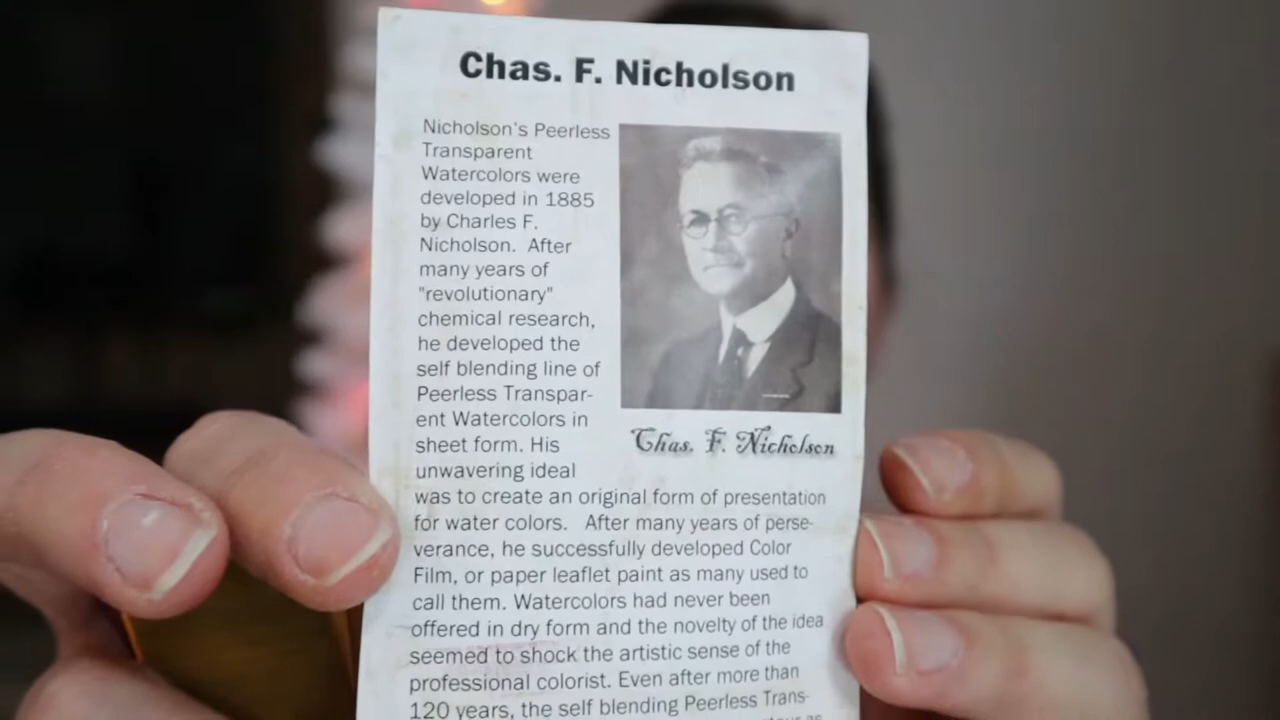 Chas. F. Nicholson
Nicholson's Peerless
Transparent
Watercolors were
developed in 1885
by Charles F.
Nicholson. After
many years of
"revolutionary"
chemical research,
he developed the
self blending line of
Peerless Transpar-
ent Watercolors in
sheet form. His
unwavering ideal
Chas. F. Nicholson
was to create an original form of presentation
for water colors. After many years of perse-
verance, he successfully developed Color
Film, or paper leaflet paint as many used to
call them. Watercolors had never been
offered in dry form and the novelty of the idea
seemed to shock the artistic sense of the
professional colorist. Even after more than
120 years, the self blending Peerless Trans-